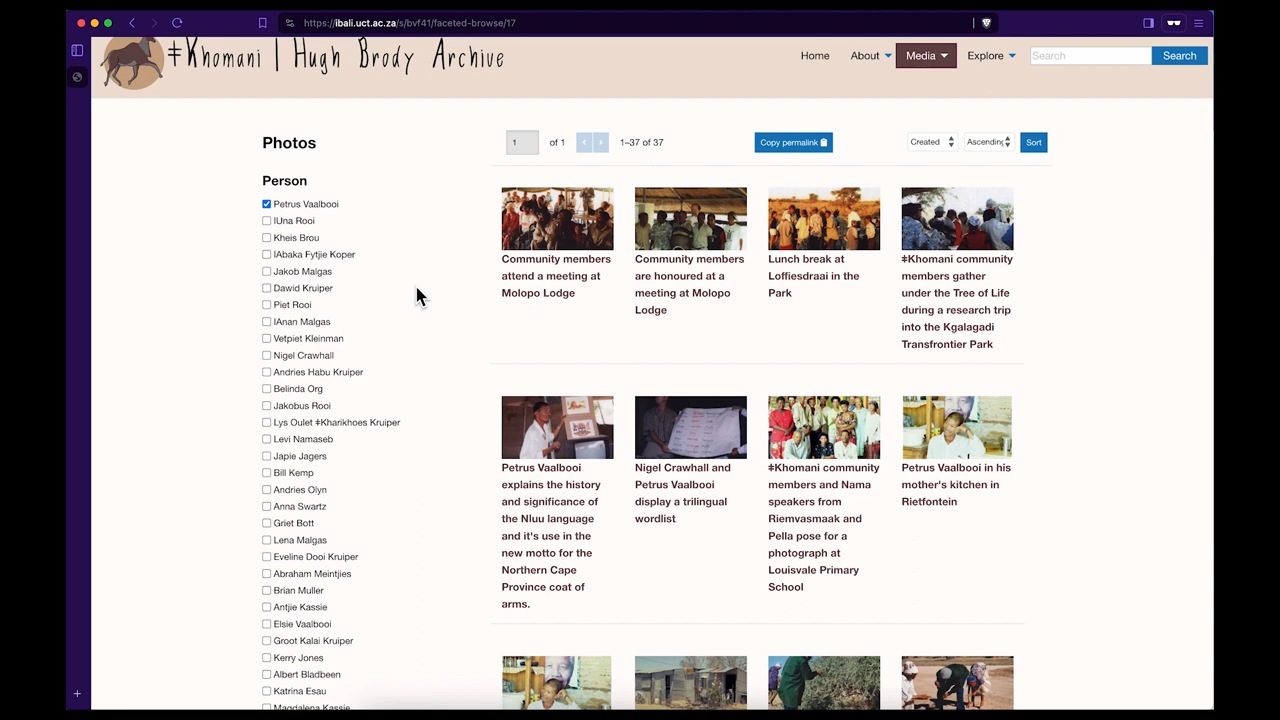 https://ibali.uct.ac.za/s/bvf41/faceted-browse/17
ǂKhomani | Hugh Brody Archive
Home
About
Media
Explore
Search
Search
Photos
1
of 1
1–37 of 37
Copy permalink
Created
Ascending
Sort
Person
Petrus Vaalbooi
ǀUna Rooi
Kheis Brou
ǀAbaka Fytjie Koper
Jakob Malgas
Dawid Kruiper
Piet Rooi
ǀAnan Malgas
Vetpiet Kleinman
Nigel Crawhall
Andries Habu Kruiper
Belinda Org
Jakobus Rooi
Lys Oulet ǂKharikhoes Kruiper
Levi Namaseb
Japie Jagers
Bill Kemp
Andries Olyn
Anna Swartz
Griet Bott
Lena Malgas
Eveline Dooi Kruiper
Abraham Meintjies
Brian Muller
Antjie Kassie
Elsie Vaalbooi
Groot Kalai Kruiper
Kerry Jones
Albert Bladbeen
Katrina Esau
Magdalena Kassie
Community members
attend a meeting at
Molopo Lodge
Community members
are honoured at a
meeting at Molopo
Lodge
Lunch break at
Loffiesdraai in the
Park
ǂKhomani community
members gather
under the Tree of Life
during a research trip
into the Kgalagadi
Transfrontier Park
Petrus Vaalbooi
explains the history
and significance of
the Nluu language
and it's use in the
new motto for the
Northern Cape
Province coat of
arms.
Nigel Crawhall and
Petrus Vaalbooi
display a trilingual
wordlist
ǂKhomani community
members and Nama
speakers from
Riemvasmaak and
Pella pose for a
photograph at
Louisvale Primary
School
Petrus Vaalbooi in his
mother's kitchen in
Rietfontein